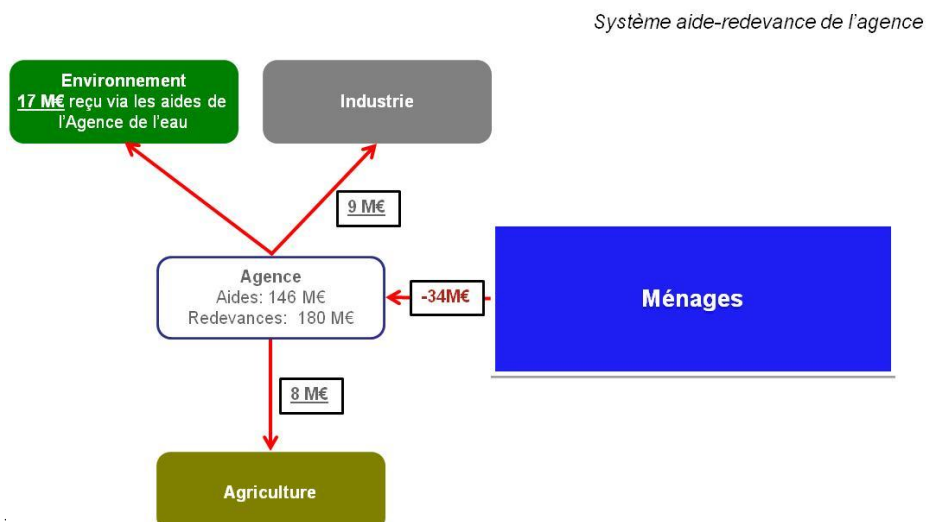 Système aide-redevance de l'agence
Environnement
17 M€ reçu via les aides de
l'Agence de l'eau
Industrie
9 M€
Agence
Aides: 146 M€
Redevances: 180 M€
-34M€
Ménages
8 M€
Agriculture